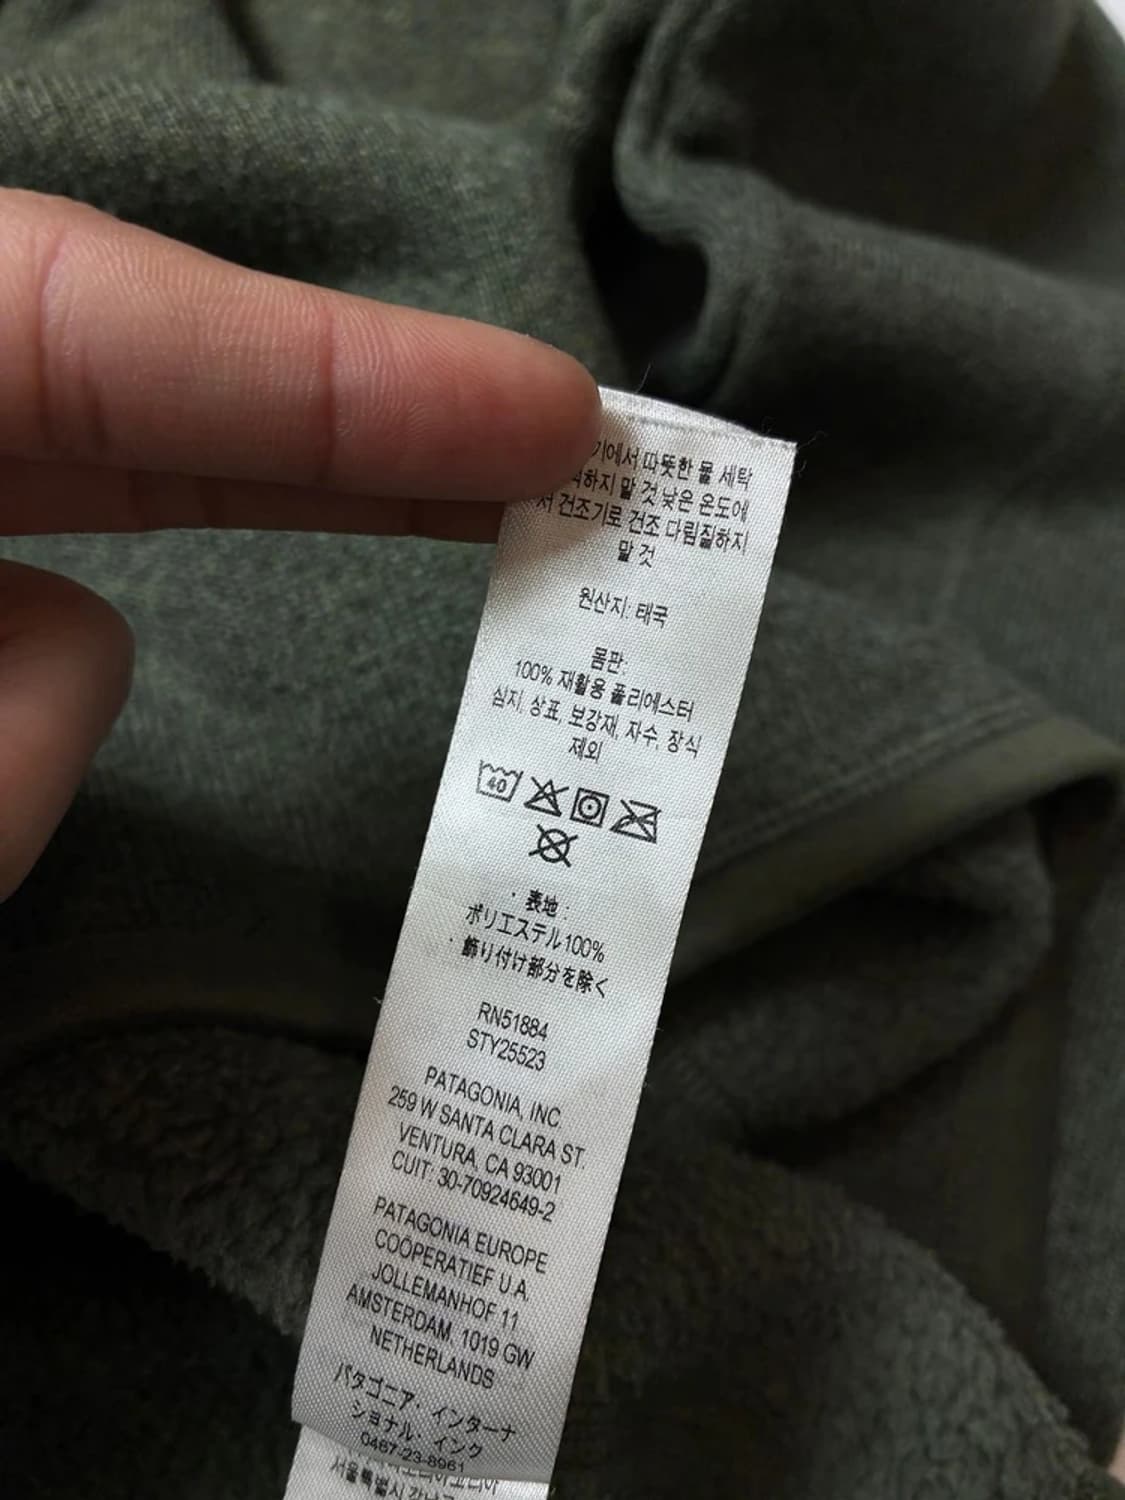 따뜻한 물 세탁
하지 말 것 낮은 온도에
서 건조기로 건조 다림질하지
말 것
원산지: 태국
몸판:
100% 재활용 폴리에스터
심지, 상표, 보강재, 자수, 장식
제외
40
· 表地 :
ポリエステル100%
· 飾り付け部分を除く
RN51884
STY25523
PATAGONIA, INC.
259 W SANTA CLARA ST.
VENTURA, CA 93001
CUIT: 30-70924649-2
PATAGONIA EUROPE
COÖPERATIEF U.A.
JOLLEMANHOF 11
AMSTERDAM, 1019 GW
NETHERLANDS
パタゴニア・インターナ
ショナル、インク
0467-23-8961
서울특별시